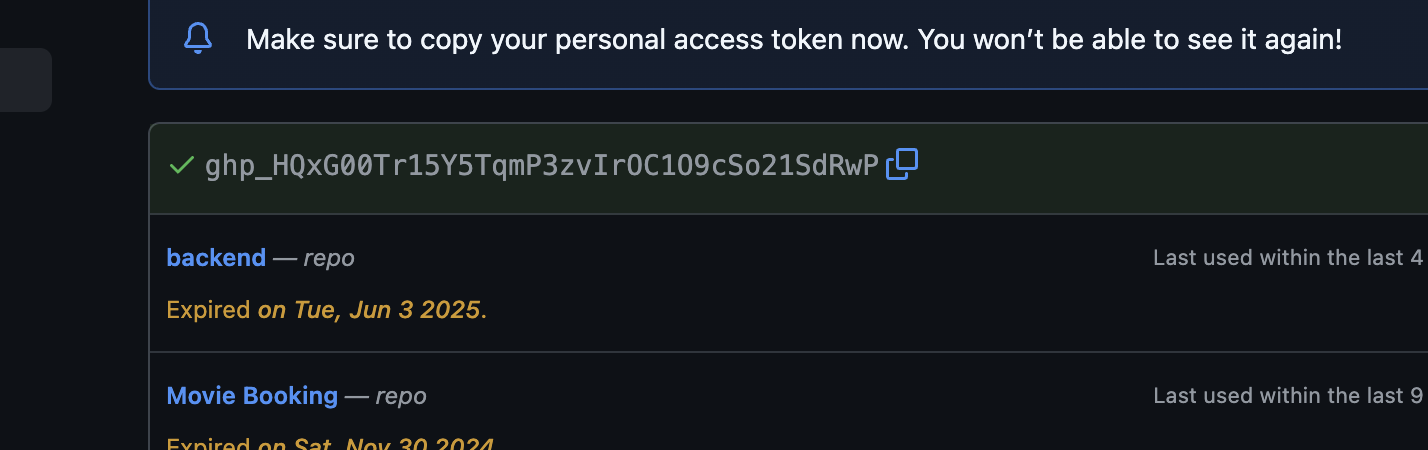 Make sure to copy your personal access token now. You won’t be able to see it again!
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
backend — repo
Last used within the last 4
Expired on Tue, Jun 3 2025.
Movie Booking — repo
Last used within the last 9
Expired on Sat, Nov 30 2024